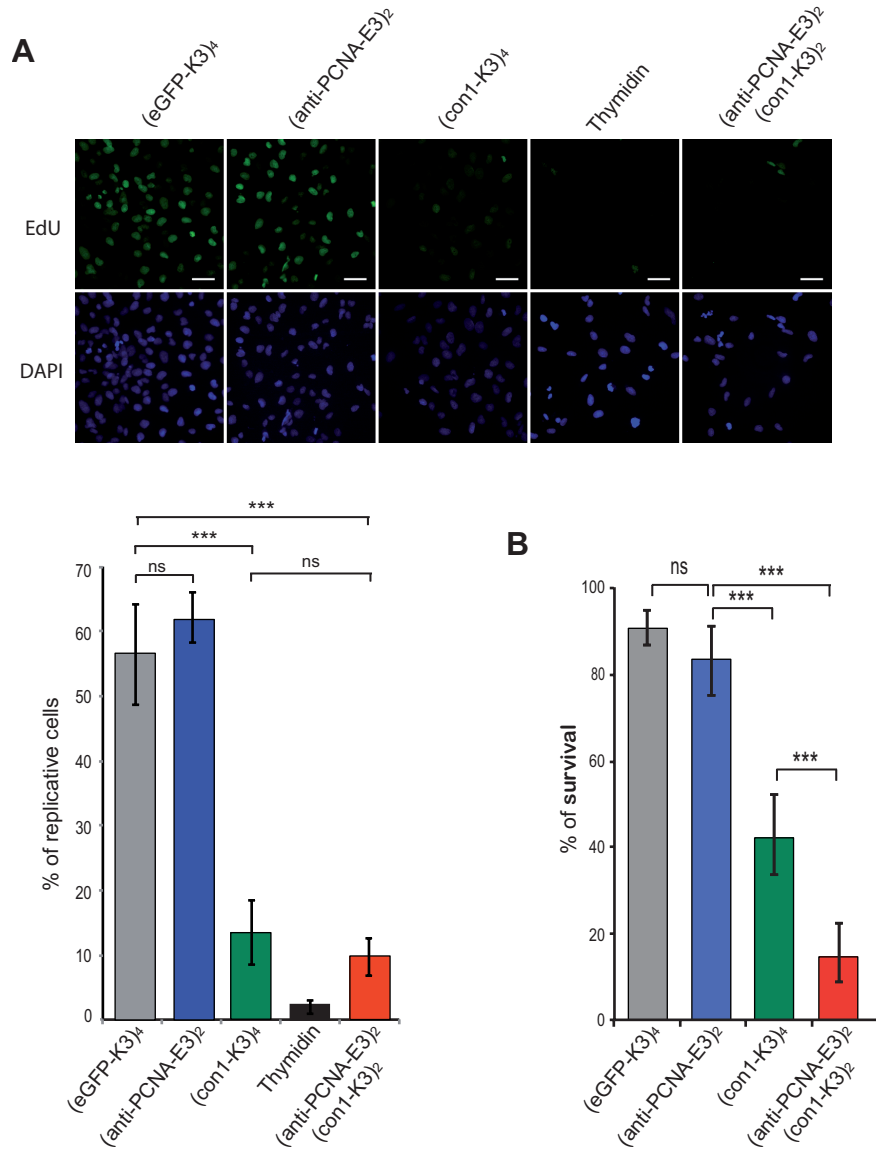 A
(eGFP-K3)₄
(anti-PCNA-E3)₂
(con1-K3)₄
Thymidin
(anti-PCNA-E3)₂
(con1-K3)₂
EdU
DAPI
***
***
ns
ns
% of replicative cells
70
60
50
40
30
20
10
0
(eGFP-K3)₄
(anti-PCNA-E3)₂
(con1-K3)₄
Thymidin
(anti-PCNA-E3)₂
(con1-K3)₂
B
ns
***
***
***
% of survival
100
80
60
40
20
0
(eGFP-K3)₄
(anti-PCNA-E3)₂
(con1-K3)₄
(anti-PCNA-E3)₂
(con1-K3)₂